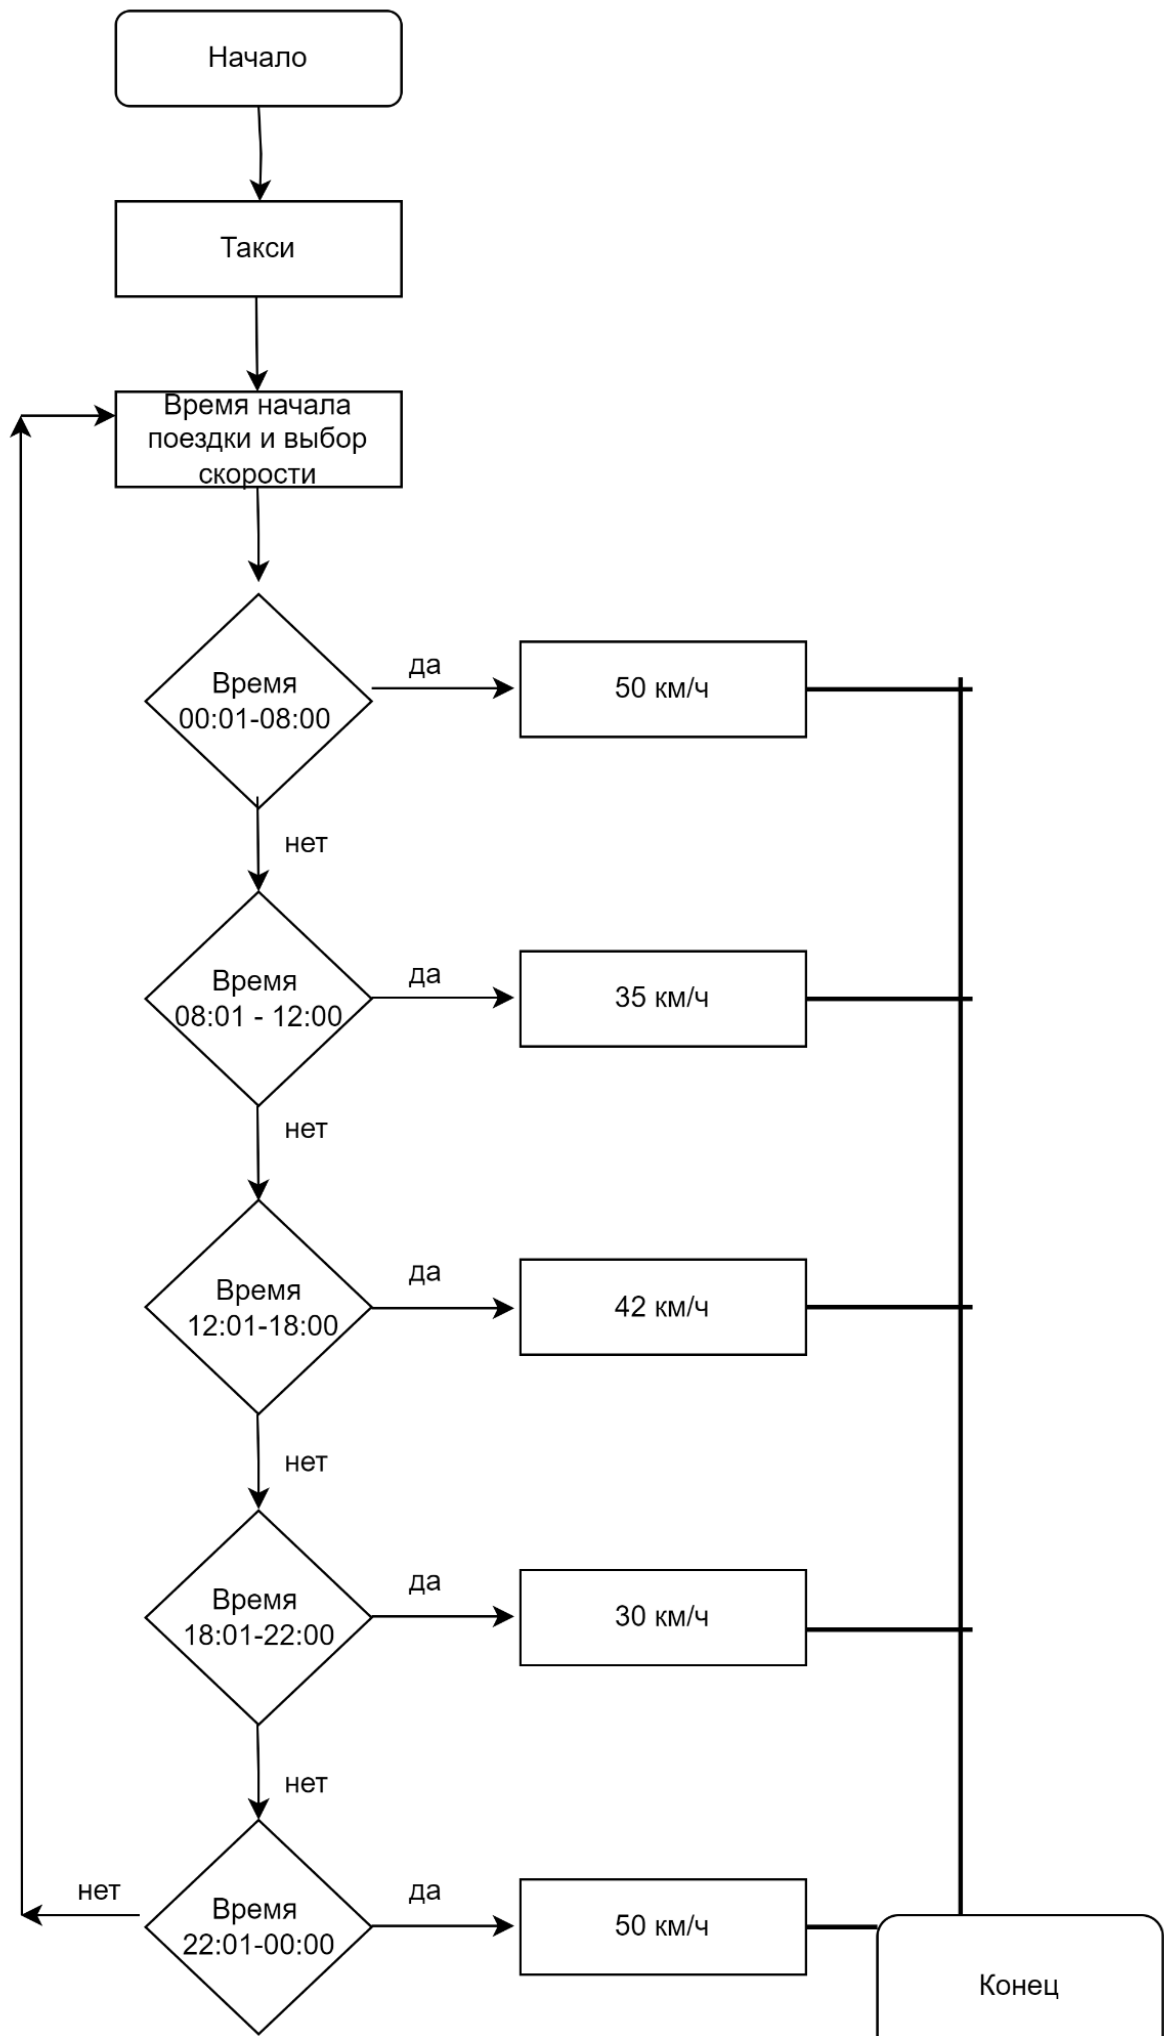 Начало
Такси
Время начала
поездки и выбор
скорости
Время
00:01-08:00
да
50 км/ч
нет
Время
08:01 - 12:00
да
35 км/ч
нет
Время
12:01-18:00
да
42 км/ч
нет
Время
18:01-22:00
да
30 км/ч
нет
нет
Время
22:01-00:00
да
50 км/ч
Конец